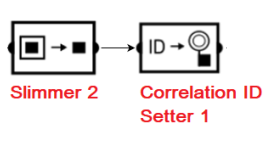 ID
Slimmer 2
Correlation ID
Setter 1